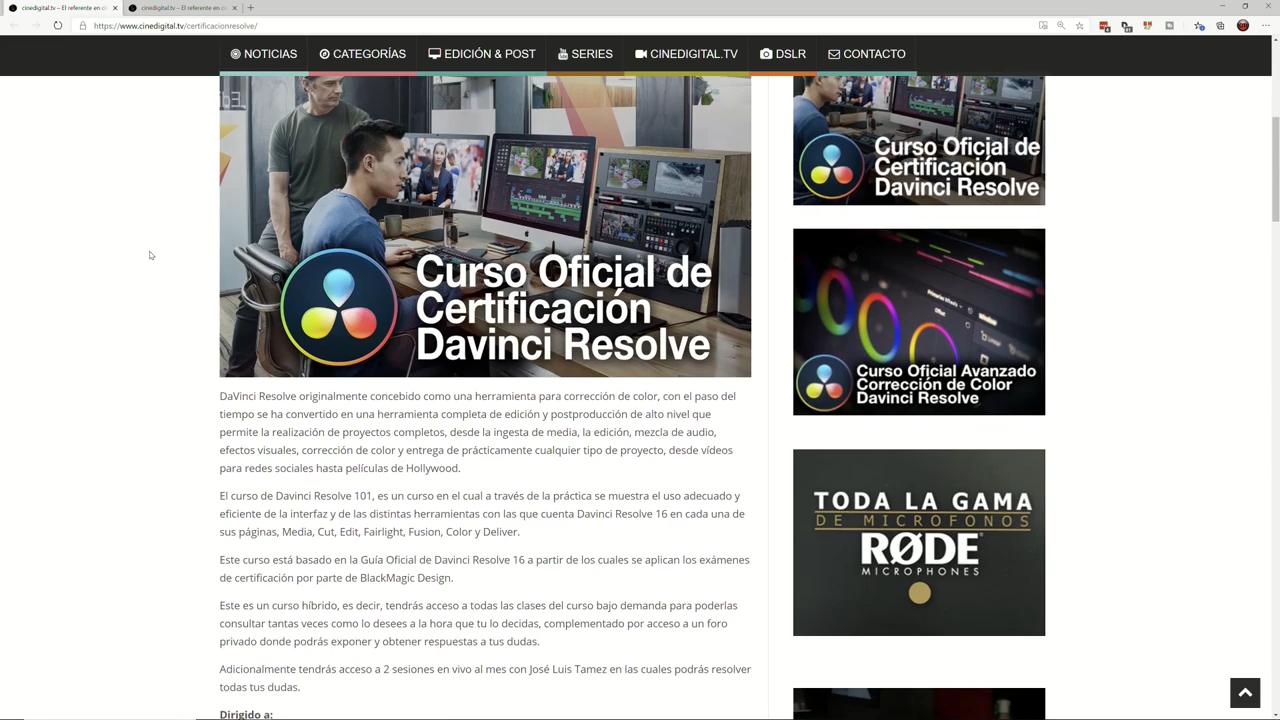 cinedigital.tv – El referente en ci
cinedigital.tv – El referente en ci
https://www.cinedigital.tv/certificacionresolve/
NOTICIAS
CATEGORÍAS
EDICIÓN & POST
SERIES
CINEDIGITAL.TV
DSLR
CONTACTO
Curso Oficial de
Certificación
Davinci Resolve
DaVinci Resolve originalmente concebido como una herramienta para corrección de color, con el paso del
tiempo se ha convertido en una herramienta completa de edición y postproducción de alto nivel que
permite la realización de proyectos completos, desde la ingesta de media, la edición, mezcla de audio,
efectos visuales, corrección de color y entrega de prácticamente cualquier tipo de proyecto, desde vídeos
para redes sociales hasta películas de Hollywood.
El curso de Davinci Resolve 101, es un curso en el cual a través de la práctica se muestra el uso adecuado y
eficiente de la interfaz y de las distintas herramientas con las que cuenta Davinci Resolve 16 en cada una de
sus páginas, Media, Cut, Edit, Fairlight, Fusion, Color y Deliver.
Este curso está basado en la Guía Oficial de Davinci Resolve 16 a partir de los cuales se aplican los exámenes
de certificación por parte de BlackMagic Design.
Este es un curso híbrido, es decir, tendrás acceso a todas las clases del curso bajo demanda para poderlas
consultar tantas veces como lo desees a la hora que tu lo decidas, complementado por acceso a un foro
privado donde podrás exponer y obtener respuestas a tus dudas.
Adicionalmente tendrás acceso a 2 sesiones en vivo al mes con José Luis Tamez en las cuales podrás resolver
todas tus dudas.
Dirigido a:
Curso Oficial de
Certificación
Davinci Resolve
Curso Oficial Avanzado
Corrección de Color
Davinci Resolve
TODA LA GAMA
DE MICROFONOS
RØDE
MICROPHONES